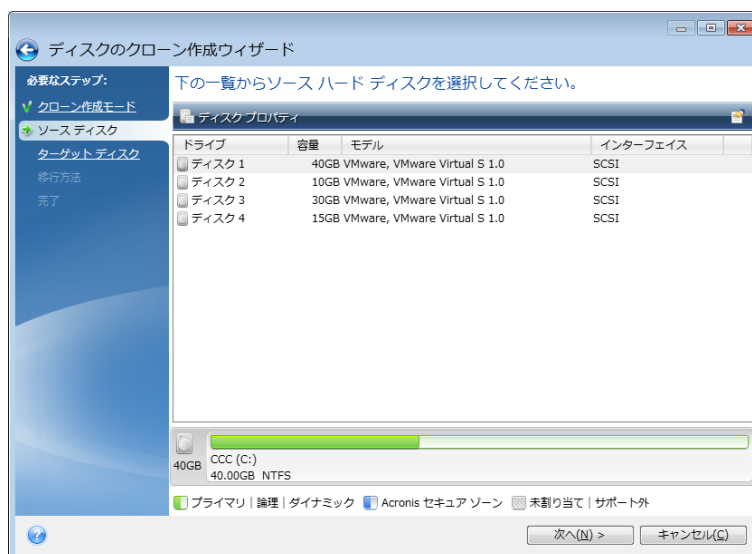 ディスクのクローン作成ウィザード
必要なステップ:
クローン作成モード
ソース ディスク
ターゲット ディスク
移行方法
完了
下の一覧からソース ハード ディスクを選択してください。
ディスク プロパティ
ドライブ 容量 モデル インターフェイス
ディスク 1 40GB VMware, VMware Virtual S 1.0 SCSI
ディスク 2 10GB VMware, VMware Virtual S 1.0 SCSI
ディスク 3 30GB VMware, VMware Virtual S 1.0 SCSI
ディスク 4 15GB VMware, VMware Virtual S 1.0 SCSI
40GB
CCC (C:)
40.00GB NTFS
プライマリ | 論理 | ダイナミック Acronis セキュア ゾーン 未割り当て | サポート外
次へ(N) > キャンセル(C)